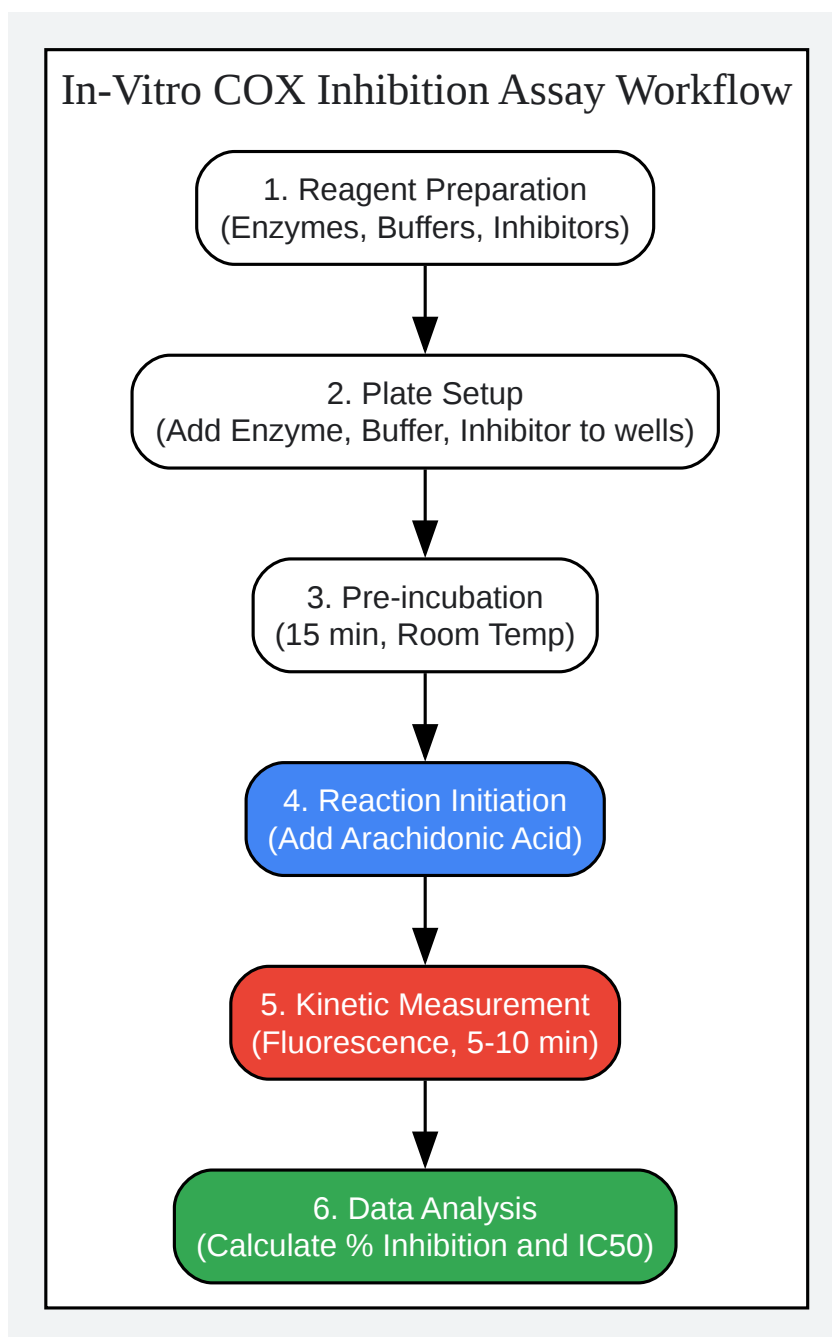 In-Vitro COX Inhibition Assay Workflow
1. Reagent Preparation
(Enzymes, Buffers, Inhibitors)
2. Plate Setup
(Add Enzyme, Buffer, Inhibitor to wells)
3. Pre-incubation
(15 min, Room Temp)
4. Reaction Initiation
(Add Arachidonic Acid)
5. Kinetic Measurement
(Fluorescence, 5-10 min)
6. Data Analysis
(Calculate % Inhibition and IC50)